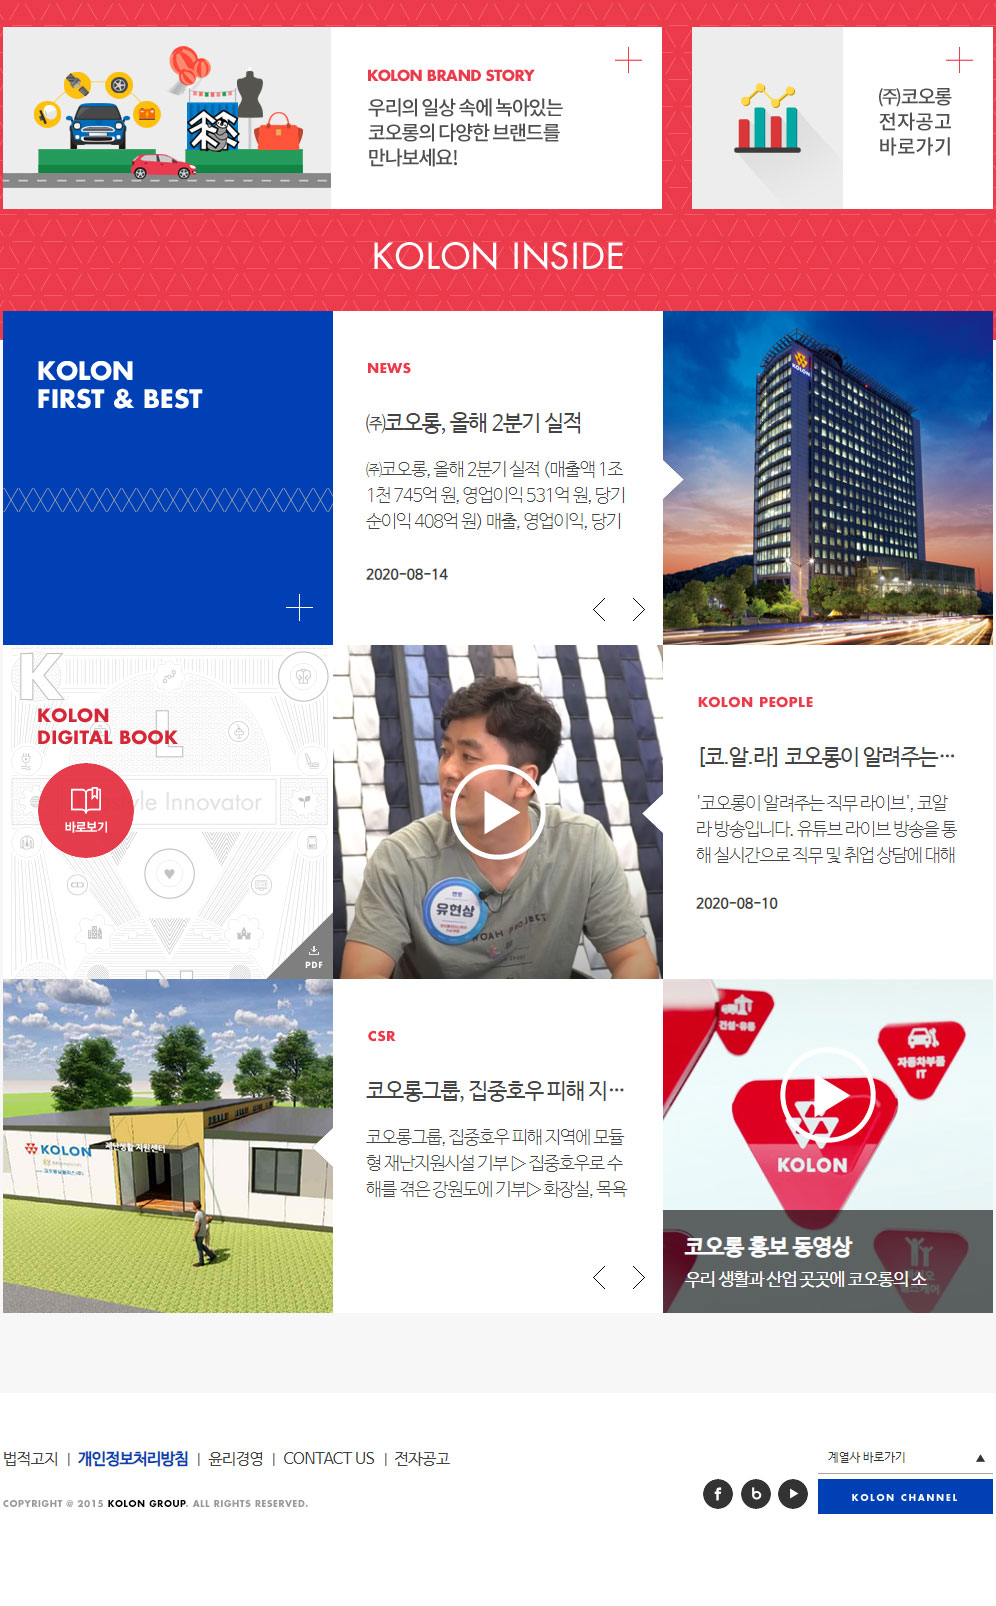 KOLON BRAND STORY
우리의 일상 속에 녹아있는
코오롱의 다양한 브랜드를
만나보세요!
㈜코오롱
전자공고
바로가기
KOLON INSIDE
KOLON
FIRST & BEST
NEWS
㈜코오롱, 올해 2분기 실적
㈜코오롱, 올해 2분기 실적 (매출액 1조
1천 745억 원, 영업이익 531억 원, 당기
순이익 408억 원) 매출, 영업이익, 당기
2020-08-14
KOLON
K
KOLON
DIGITAL BOOK
L
style Innovator
바로보기
PDF
유현상
KOLON PEOPLE
[코.알.리] 코오롱이 알려주는…
'코오롱이 알려주는 직무 라이브', 코알
라 방송입니다. 유튜브 라이브 방송을 통
해 실시간으로 직무 및 취업 상담에 대해
2020-08-10
KOLON
재난생활 지원센터
CSR
코오롱그룹, 집중호우 피해 지…
코오롱그룹, 집중호우 피해 지역에 모듈
형 재난지원시설 기부 ▷ 집중호우로 수
해를 겪은 강원도에 기부▷ 화장실, 목욕
건설·유통
자동차부품
IT
KOLON
코오롱 홍보 동영상
우리 생활과 산업 곳곳에 코오롱의 소
법적고지 | 개인정보처리방침 | 윤리경영 | CONTACT US | 전자공고
계열사 바로가기 ▲
COPYRIGHT @ 2015 KOLON GROUP. ALL RIGHTS RESERVED.
KOLON CHANNEL